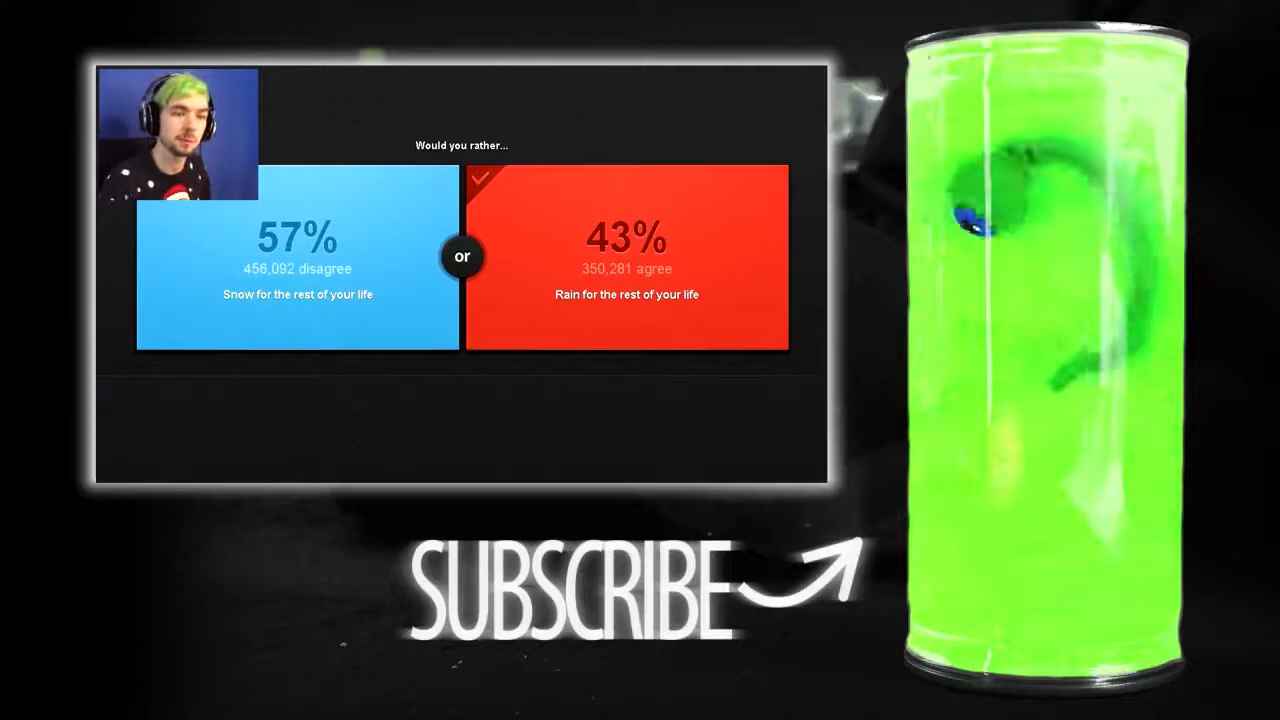 Would you rather...
57%
456,092 disagree
Snow for the rest of your life
or
43%
350,281 agree
Rain for the rest of your life
SUBSCRIBE